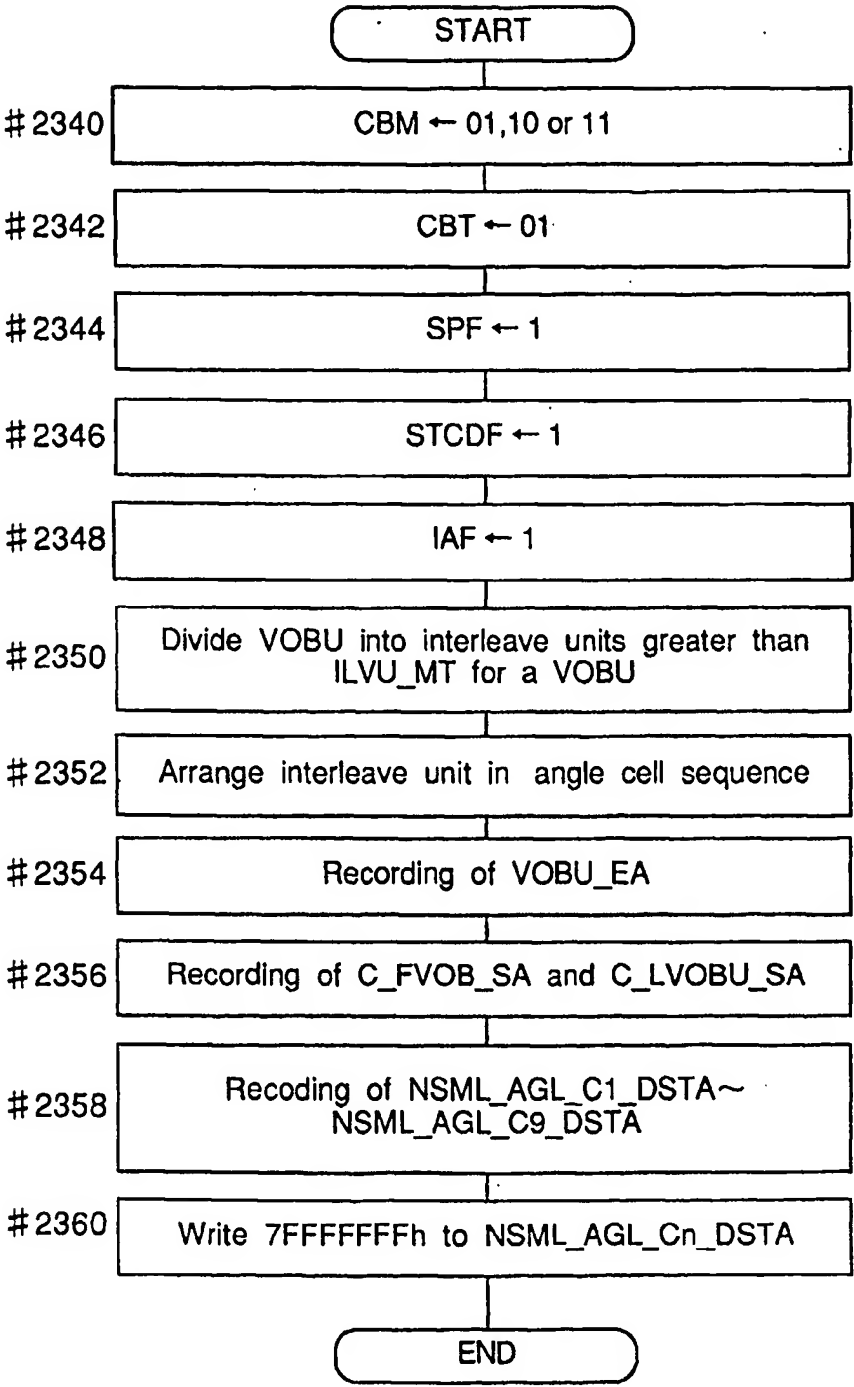 START
#2340 CBM ← 01,10 or 11
#2342 CBT ← 01
#2344 SPF ← 1
#2346 STCDF ← 1
#2348 IAF ← 1
#2350 Divide VOBU into interleave units greater than
ILVU_MT for a VOBU
#2352 Arrange interleave unit in angle cell sequence
#2354 Recording of VOBU_EA
#2356 Recording of C_FVOB_SA and C_LVOBU_SA
#2358 Recoding of NSML_AGL_C1_DSTA~
NSML_AGL_C9_DSTA
#2360 Write 7FFFFFFFh to NSML_AGL_Cn_DSTA
END